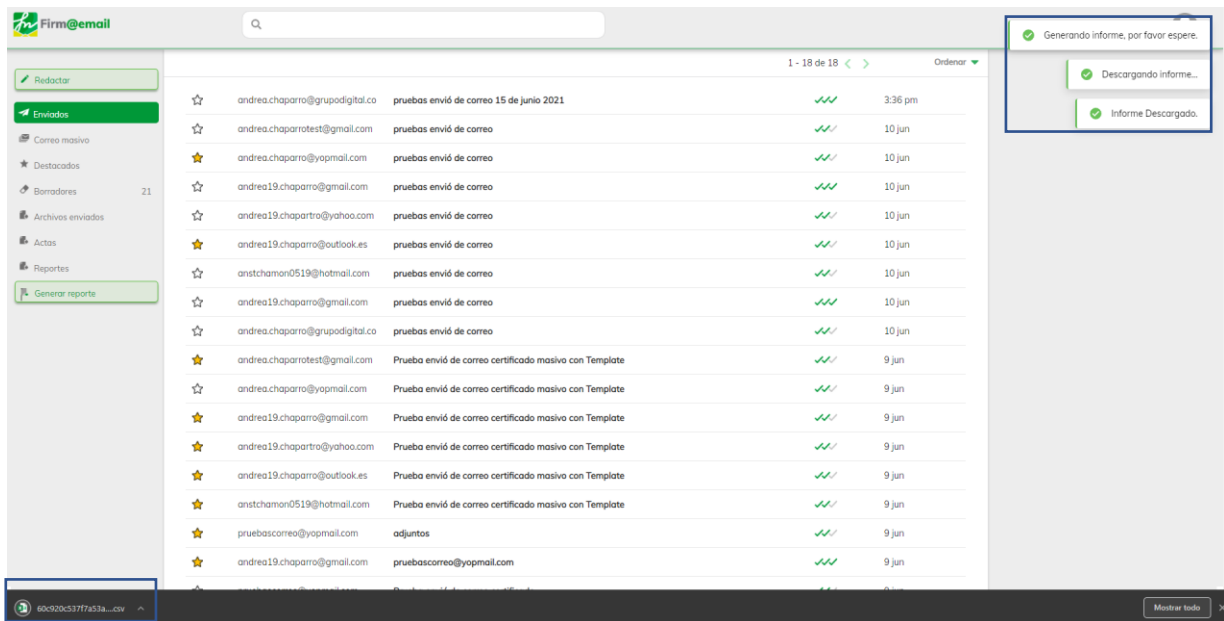 Firm@email
Generando informe, por favor espere.
Descargando informe...
Informe Descargado.
1 - 18 de 18
Ordenar
Redactar
Enviados
Correo masivo
Destacados
Borradores 21
Archivos enviados
Actas
Reportes
Generar reporte
andrea.chaparro@grupodigital.co pruebas envió de correo 15 de junio 2021 3:36 pm
andrea.chaparrotest@gmail.com pruebas envió de correo 10 jun
andrea.chaparro@yopmail.com pruebas envió de correo 10 jun
andrea19.chaparro@gmail.com pruebas envió de correo 10 jun
andrea19.chapartro@yahoo.com pruebas envió de correo 10 jun
andrea19.chaparro@outlook.es pruebas envió de correo 10 jun
anstchamon0519@hotmail.com pruebas envió de correo 10 jun
andrea19.chaparro@gmail.com pruebas envió de correo 10 jun
andrea.chaparro@grupodigital.co pruebas envió de correo 10 jun
andrea.chaparrotest@gmail.com Prueba envió de correo certificado masivo con Template 9 jun
andrea.chaparro@yopmail.com Prueba envió de correo certificado masivo con Template 9 jun
andrea19.chaparro@gmail.com Prueba envió de correo certificado masivo con Template 9 jun
andrea19.chapartro@yahoo.com Prueba envió de correo certificado masivo con Template 9 jun
andrea19.chaparro@outlook.es Prueba envió de correo certificado masivo con Template 9 jun
anstchamon0519@hotmail.com Prueba envió de correo certificado masivo con Template 9 jun
pruebascorreo@yopmail.com adjuntos 9 jun
andrea19.chaparro@gmail.com pruebascorreo@yopmail.com 9 jun
60c920c537f7a53a....csv
Mostrar todo